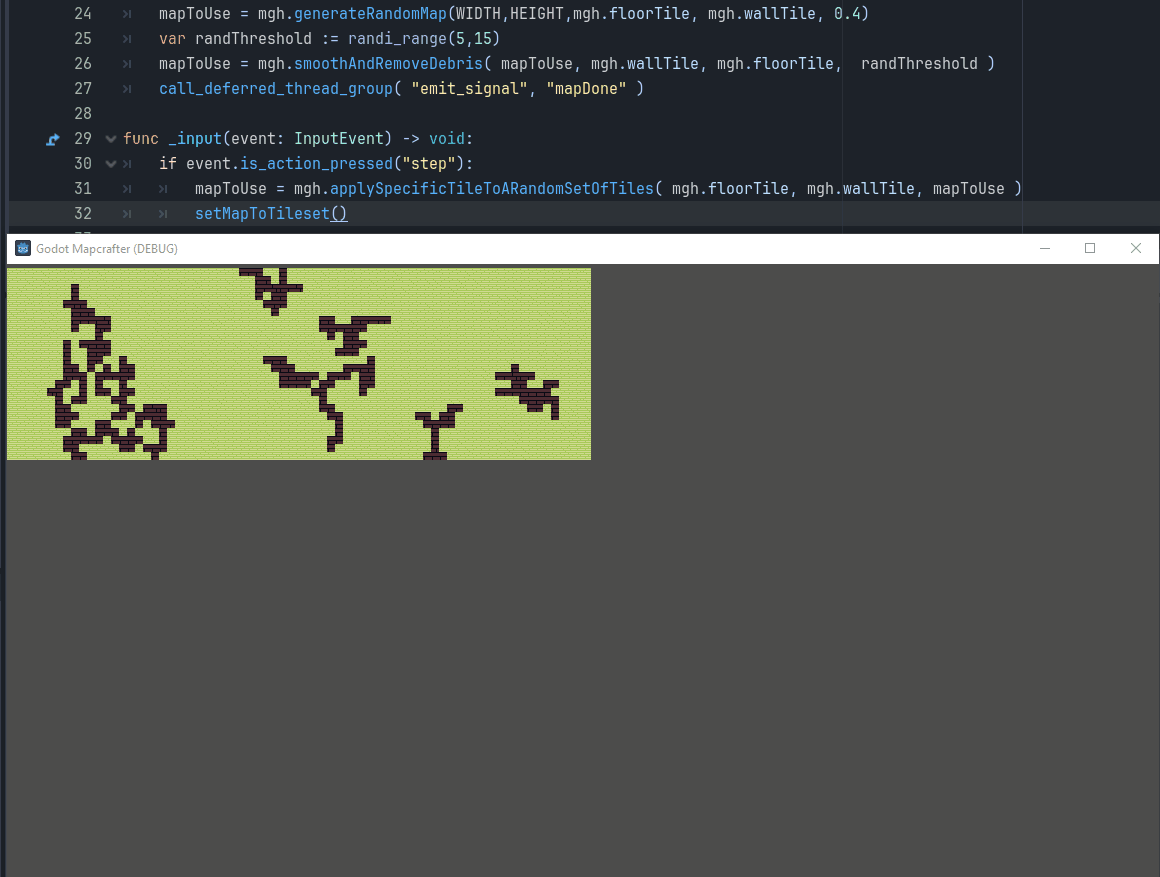 24 mapToUse = mgh.generateRandomMap(WIDTH,HEIGHT,mgh.floorTile, mgh.wallTile, 0.4)
25 var randThreshold := randi_range(5,15)
26 mapToUse = mgh.smoothAndRemoveDebris( mapToUse, mgh.wallTile, mgh.floorTile,  randThreshold )
27 call_deferred_thread_group( "emit_signal", "mapDone" )
28
29 func _input(event: InputEvent) -> void:
30 if event.is_action_pressed("step"):
31 mapToUse = mgh.applySpecificTileToARandomSetOfTiles( mgh.floorTile, mgh.wallTile, mapToUse )
32 setMapToTileset()
Godot Mapcrafter (DEBUG)